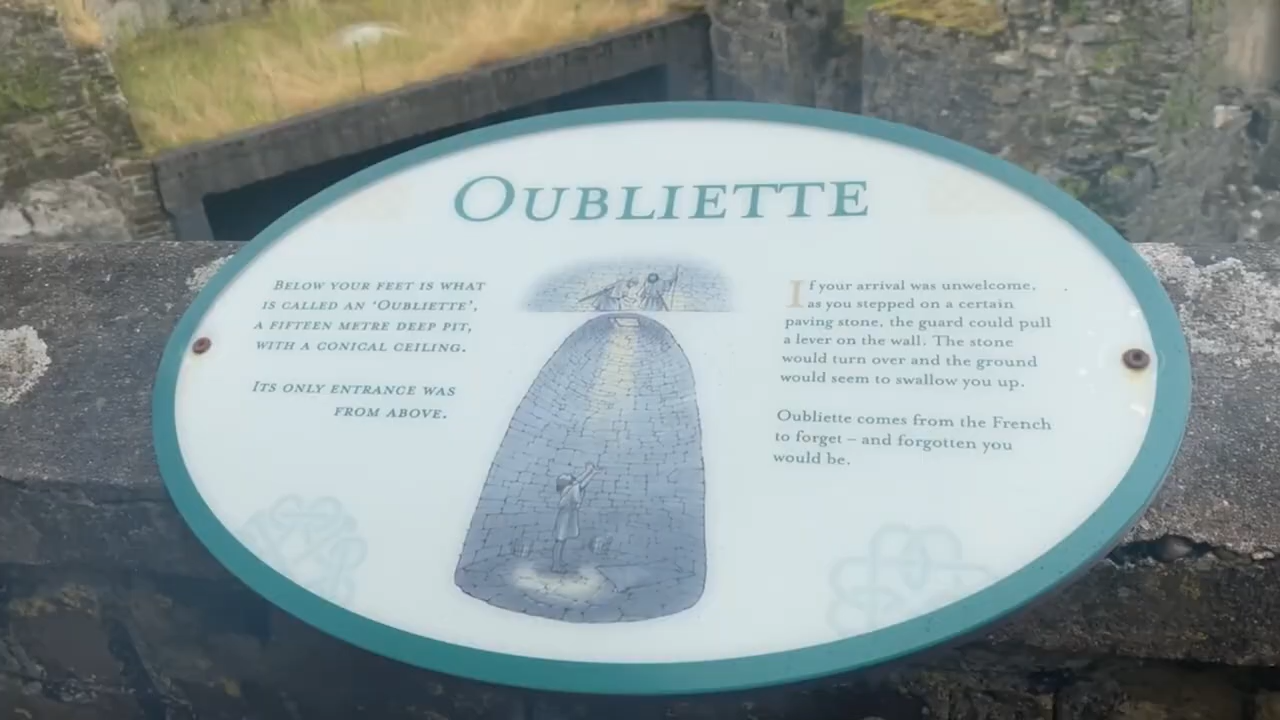 OUBLIETTE
BELOW YOUR FEET IS WHAT
IS CALLED AN 'OUBLIETTE',
A FIFTEEN METRE DEEP PIT,
WITH A CONICAL CEILING.
ITS ONLY ENTRANCE WAS
FROM ABOVE.
If your arrival was unwelcome,
as you stepped on a certain
paving stone, the guard could pull
a lever on the wall. The stone
would turn over and the ground
would seem to swallow you up.
Oubliette comes from the French
to forget – and forgotten you
would be.